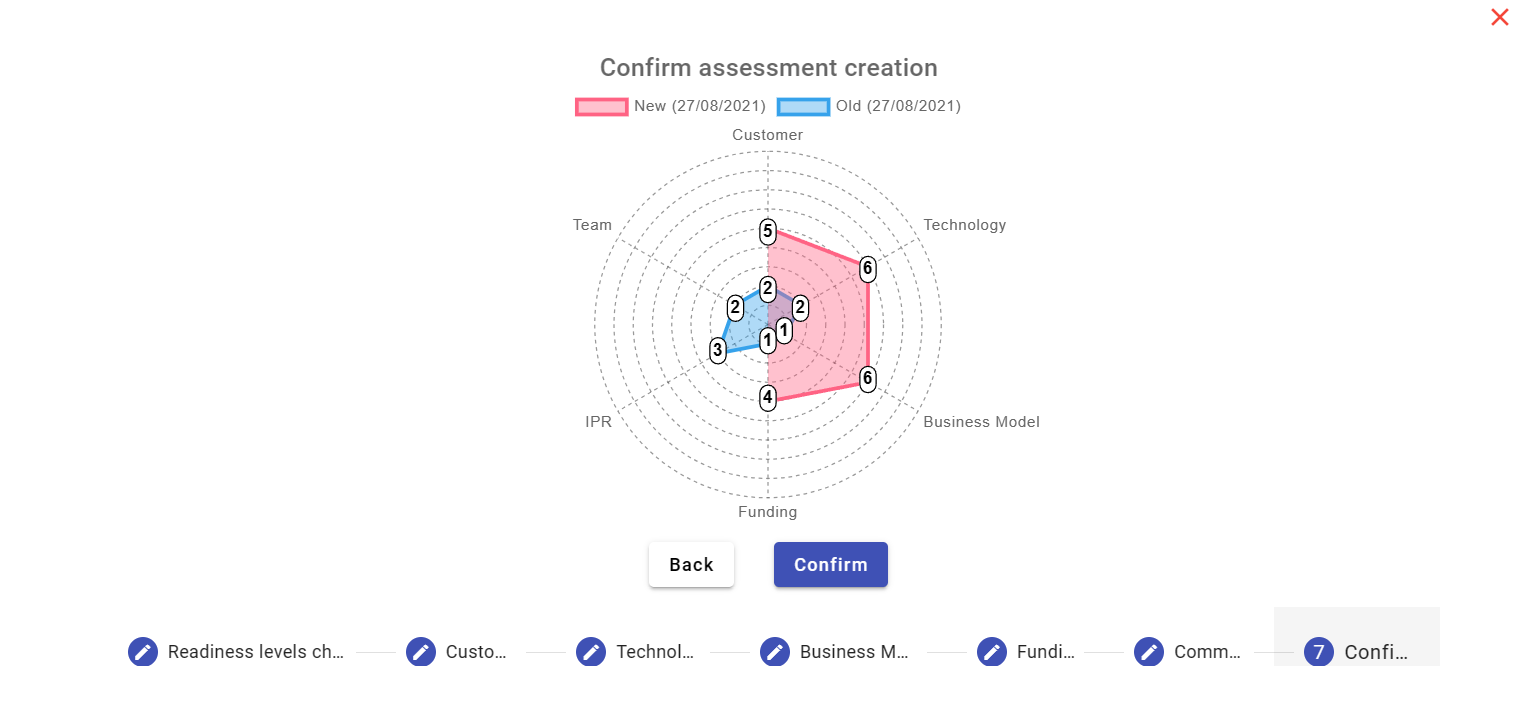 Confirm assessment creation
New (27/08/2021) Old (27/08/2021)
Customer
Team Technology
5
6
2
2 2
1
1
3
6
4
IPR Business Model
Funding
Back Confirm
Readiness levels ch... Custo... Technol... Business M... Fundi... Comm... 7 Confi...